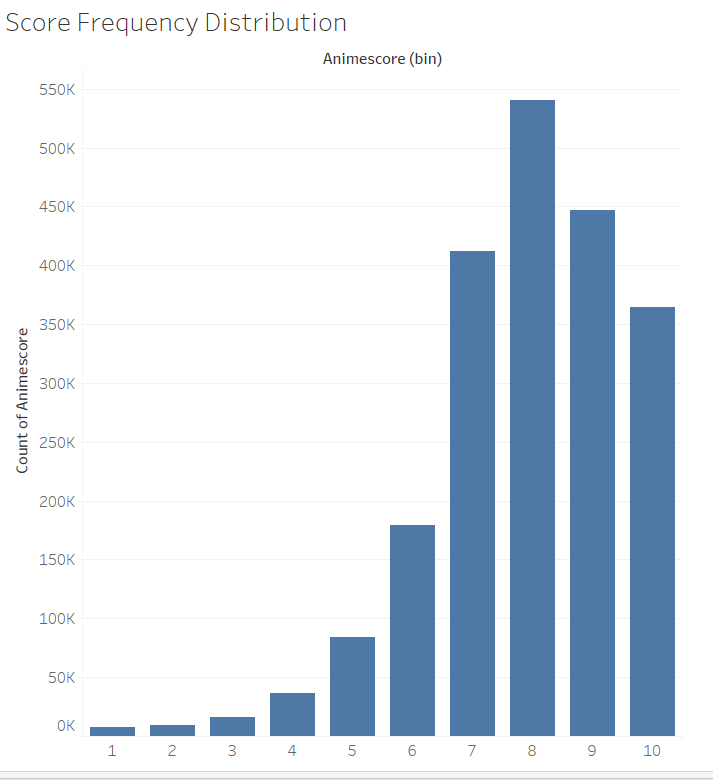 Score Frequency Distribution
Animescore (bin)
Count of Animescore
550K
500K
450K
400K
350K
300K
250K
200K
150K
100K
50K
0K
1 2 3 4 5 6 7 8 9 10